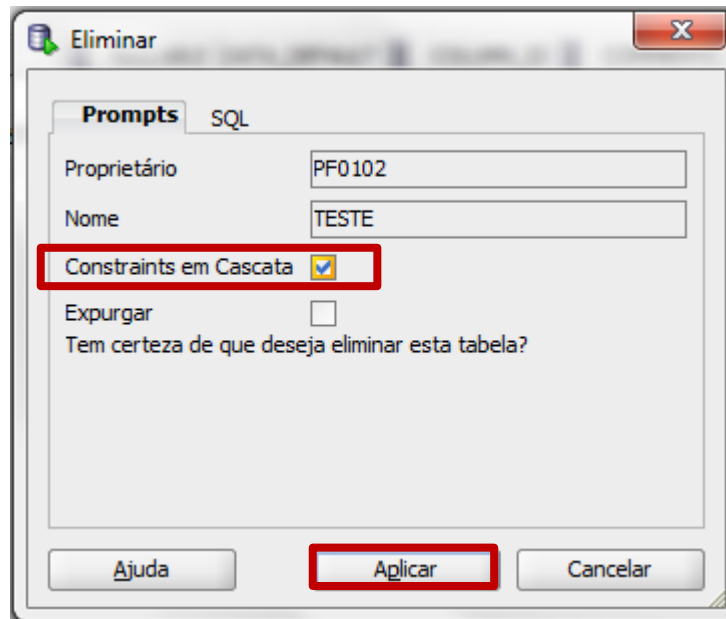 Eliminar
Prompts SQL
Proprietário PF0102
Nome TESTE
Constraints em Cascata
Expurgar
Tem certeza de que deseja eliminar esta tabela?
Ajuda Aplicar Cancelar